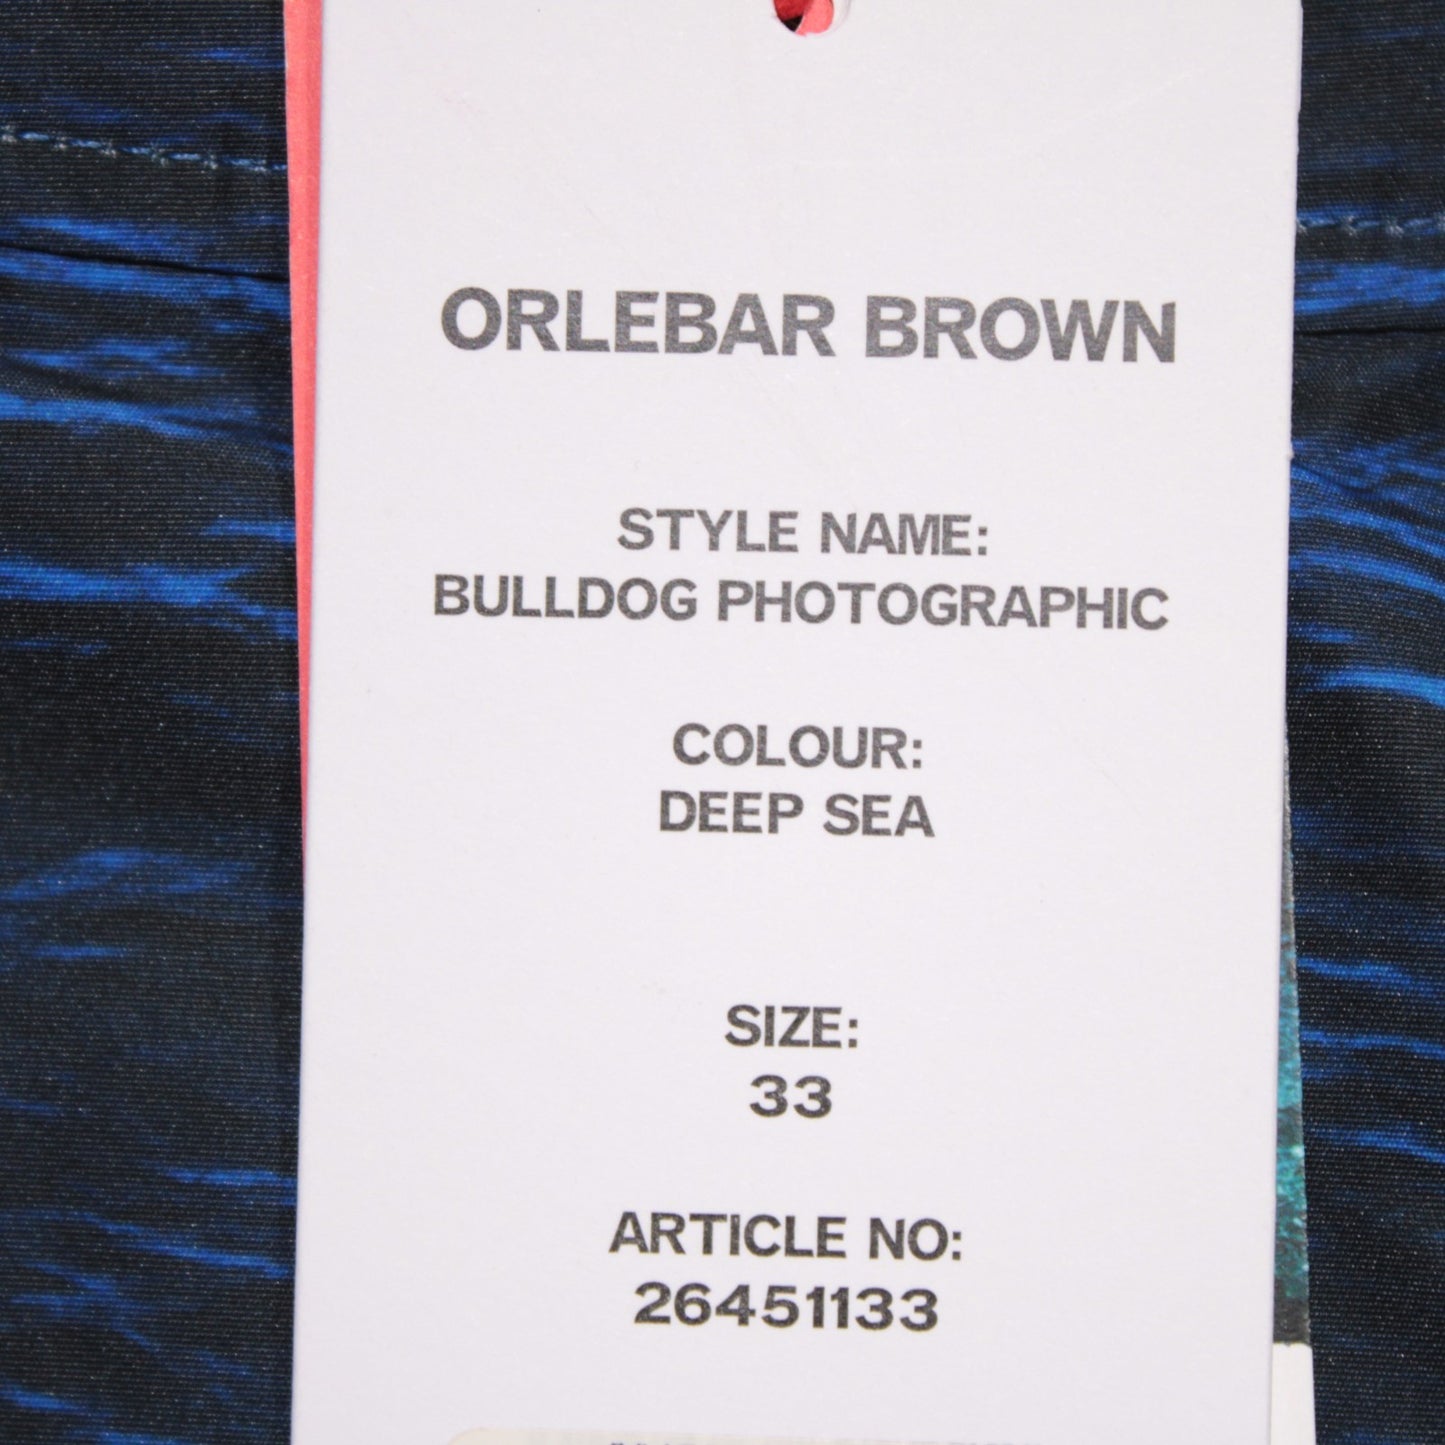 ORLEBAR BROWN
STYLE NAME:
BULLDOG PHOTOGRAPHIC
COLOUR:
DEEP SEA
SIZE:
33
ARTICLE NO:
26451133